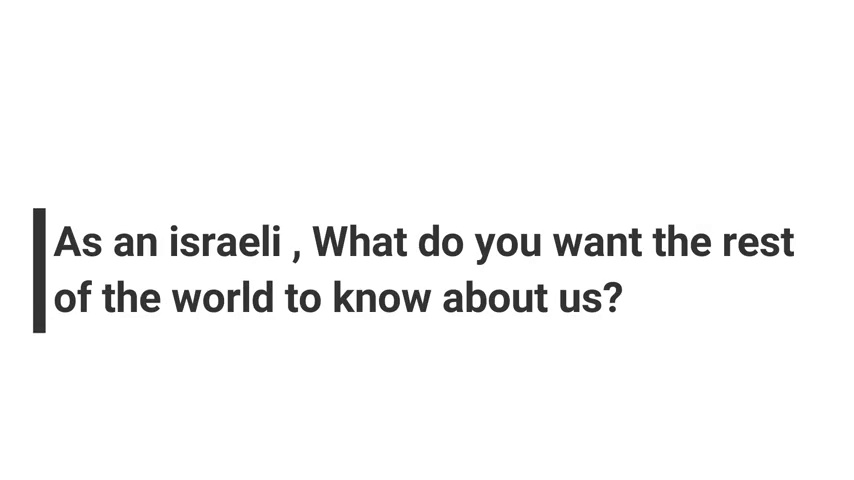 As an israeli , What do you want the rest
of the world to know about us?